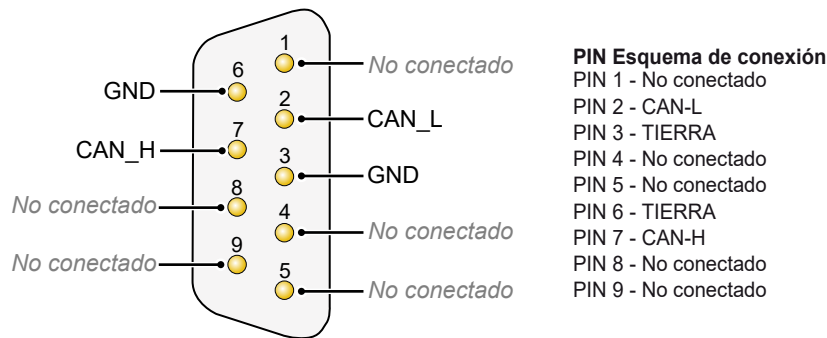 1
No conectado
6
GND
2
CAN_L
7
CAN_H
3
GND
8
No conectado
4
No conectado
9
No conectado
5
No conectado
PIN Esquema de conexión
PIN 1 - No conectado
PIN 2 - CAN-L
PIN 3 - TIERRA
PIN 4 - No conectado
PIN 5 - No conectado
PIN 6 - TIERRA
PIN 7 - CAN-H
PIN 8 - No conectado
PIN 9 - No conectado